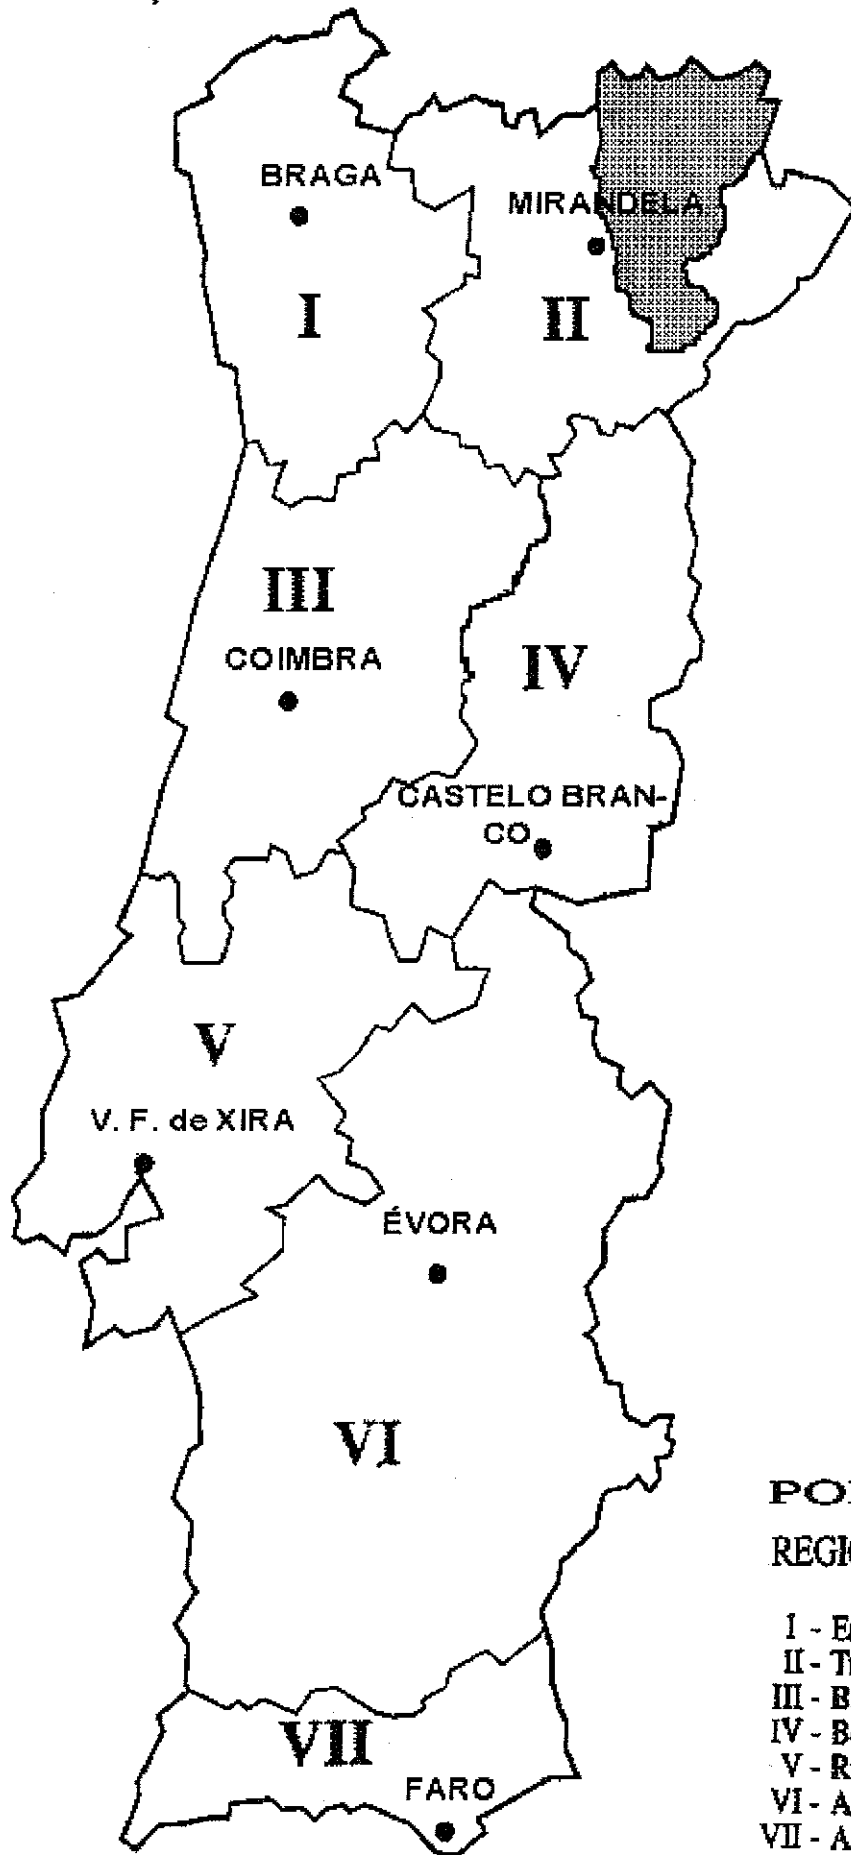 BRAGA
MIRANDELA
I
II
III
COIMBRA
IV
CASTELO BRAN-
CO
V
V. F. de XIRA
ÉVORA
VI
VII
FARO
I -
II -
III -
IV -
V -
VI -
VII -